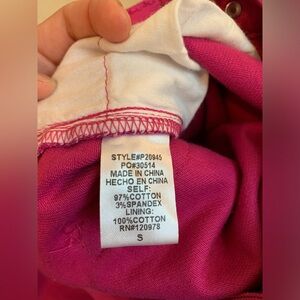 STYLE#P20945
PO#30514
MADE IN CHINA
HECHO EN CHINA
SELF:
97%COTTON
3%SPANDEX
LINING:
100%COTTON
RN#120978
S